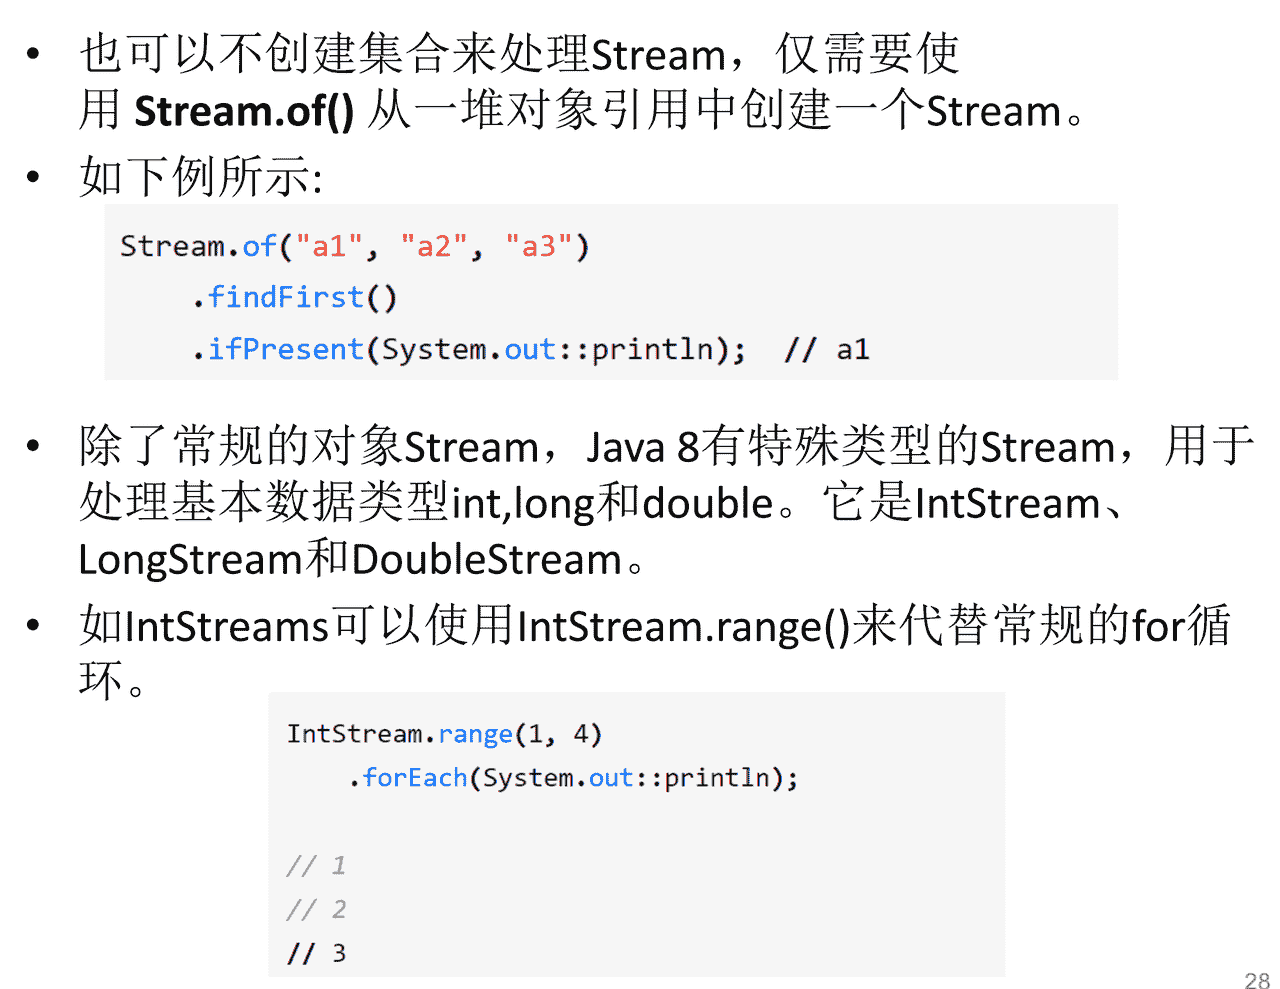 • 也可以不创建集合来处理Stream，仅需要使
用 Stream.of() 从一堆对象引用中创建一个Stream。
• 如下例所示:
Stream.of("a1", "a2", "a3")
    .findFirst()
    .ifPresent(System.out::println);  // a1
• 除了常规的对象Stream，Java 8有特殊类型的Stream，用于
处理基本数据类型int,long和double。它是IntStream、
LongStream和DoubleStream。
• 如IntStreams可以使用IntStream.range()来代替常规的for循
环。
IntStream.range(1, 4)
    .forEach(System.out::println);
// 1
// 2
// 3
28